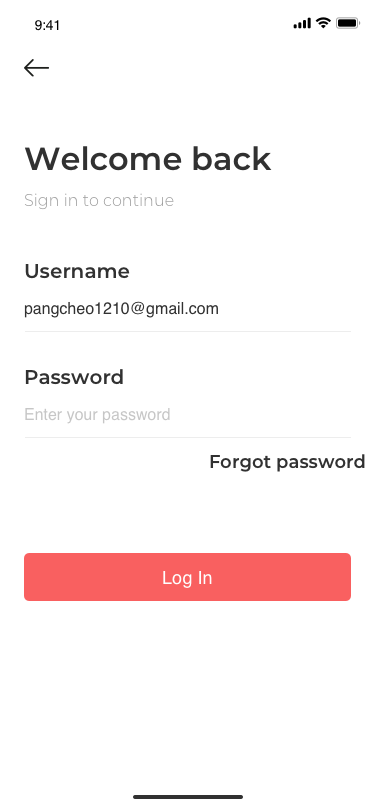 9:41
Welcome back
Sign in to continue
Username
pangcheo1210@gmail.com
Password
Enter your password
Forgot password
Log In